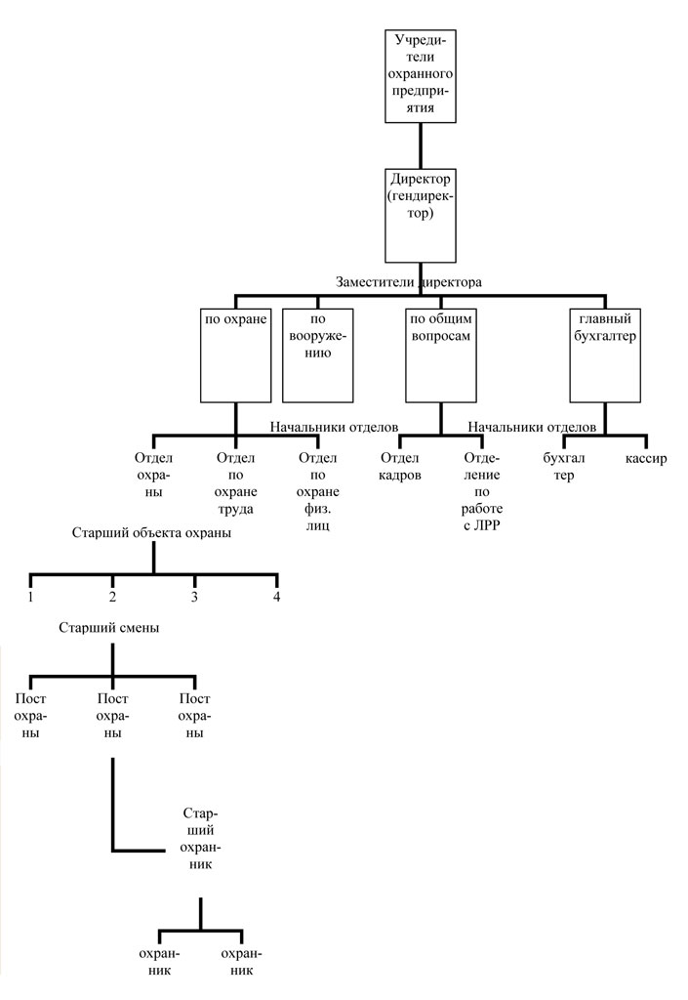 Учреди-
тели
охранного
предпри-
ятия
Директор
(гендирек-
тор)
Заместители директора
по охране
по
вооруже-
нию
по общим
вопросам
главный
бухгалтер
Начальники отделов
Начальники отделов
Отдел
охра-
ны
Отдел
по
охране
труда
Отдел
по
охране
физ.
лиц
Отдел
кадров
Отде-
ление
по
работе
с ЛРР
бухгал
тер
кассир
Старший объекта охраны
1
2
3
4
Старший смены
Пост
охра-
ны
Пост
охра-
ны
Пост
охра-
ны
Стар-
ший
охран-
ник
охран-
ник
охран-
ник